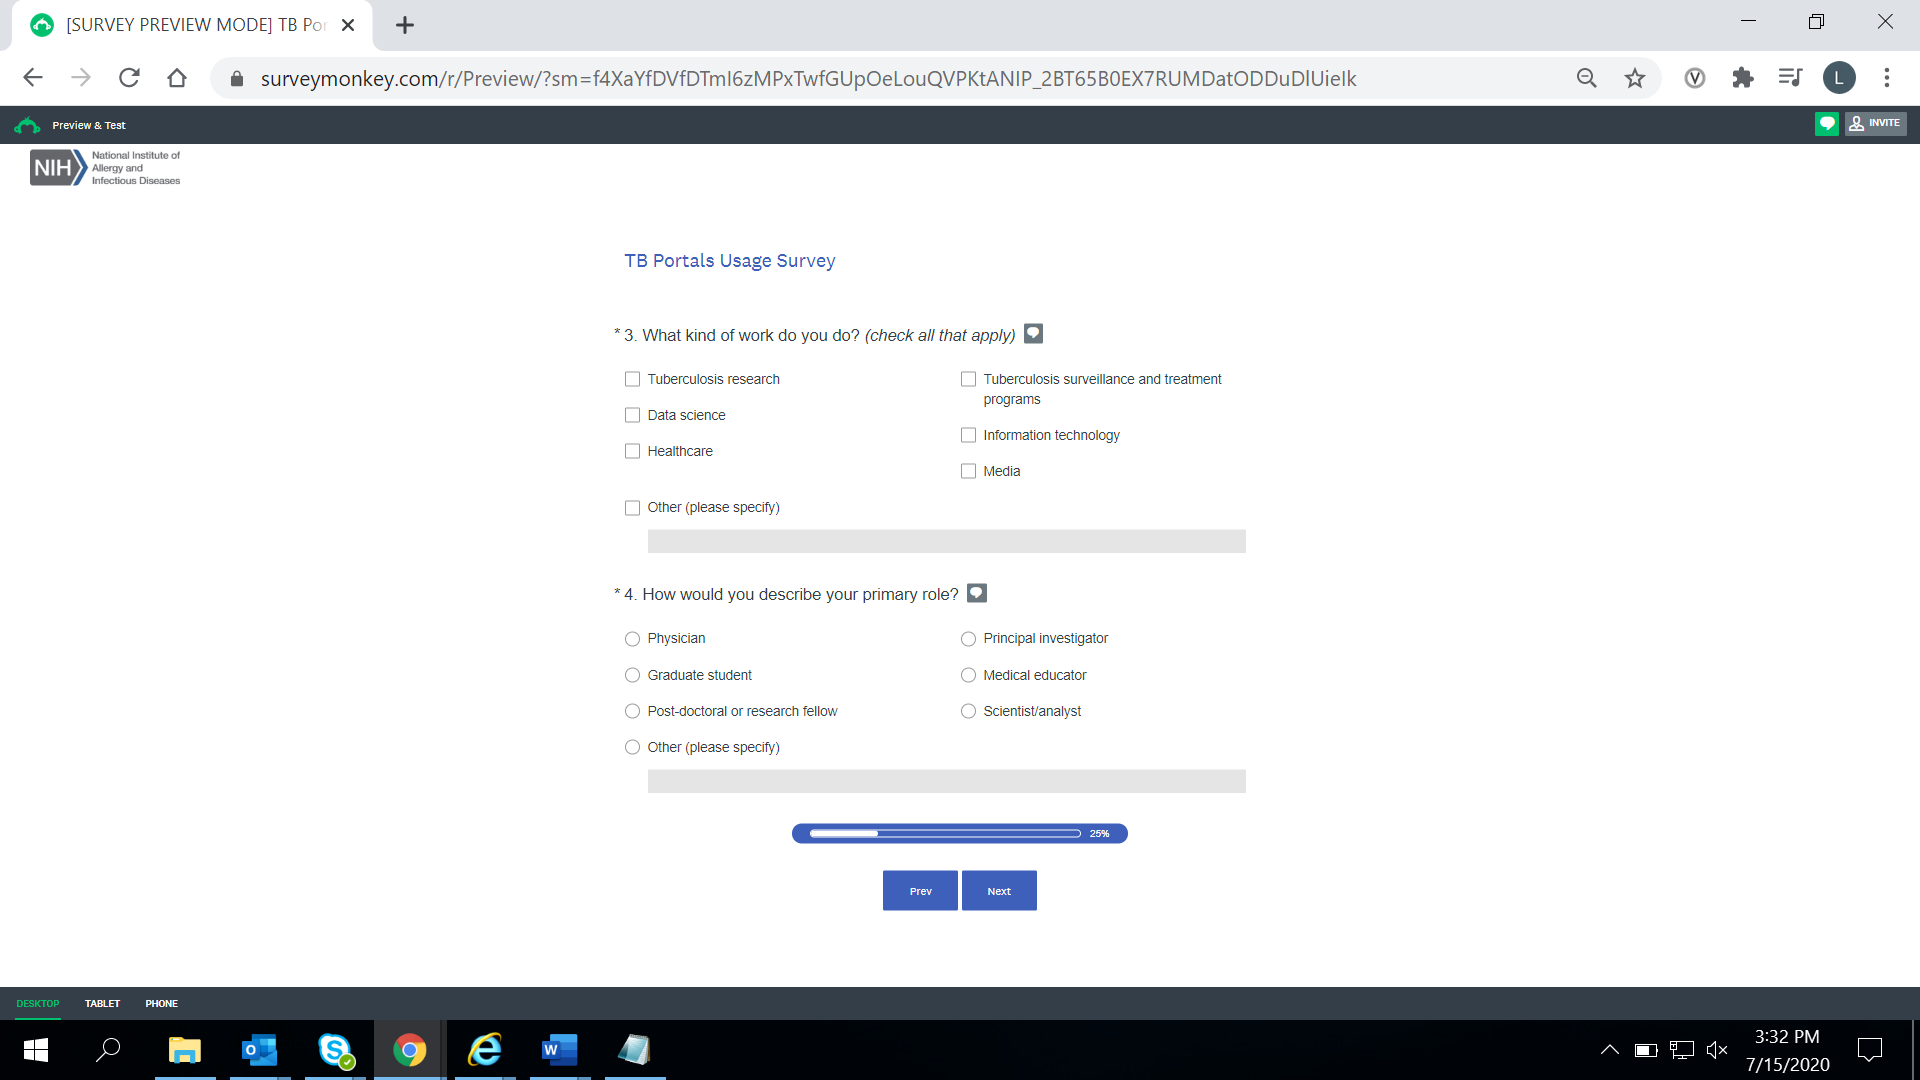 [SURVEY PREVIEW MODE] TB Por
surveymonkey.com/r/Preview/?sm=f4XaYfDVfDTmI6zMPxTwfGUpOeLouQVPKtANIP_2BT65B0EX7RUMDatODDuDlUieIk
L
Preview & Test
INVITE
NIH
National Institute of
Allergy and
Infectious Diseases
TB Portals Usage Survey
* 3. What kind of work do you do? (check all that apply)
Tuberculosis research
Data science
Healthcare
Tuberculosis surveillance and treatment
programs
Information technology
Media
Other (please specify)
* 4. How would you describe your primary role?
Physician
Graduate student
Post-doctoral or research fellow
Principal investigator
Medical educator
Scientist/analyst
Other (please specify)
25%
Prev
Next
DESKTOP
TABLET
PHONE
3:32 PM
7/15/2020